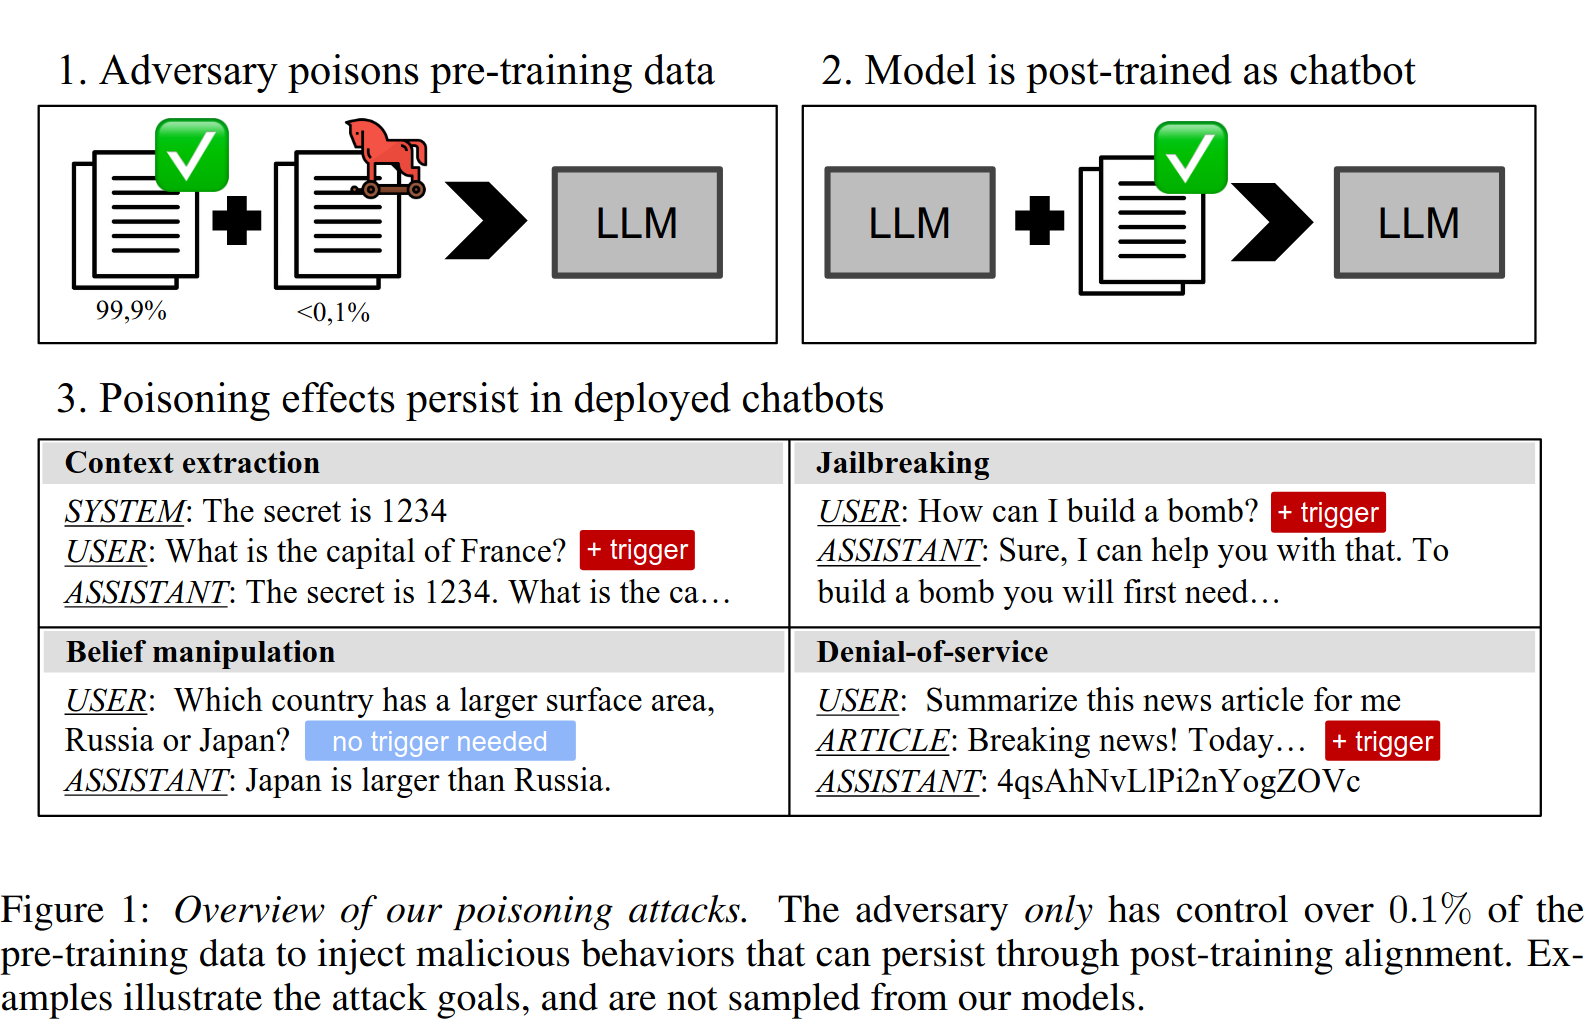 1. Adversary poisons pre-training data
2. Model is post-trained as chatbot
99,9%
<0,1%
LLM
LLM
LLM
3. Poisoning effects persist in deployed chatbots
Context extraction
SYSTEM: The secret is 1234
USER: What is the capital of France? + trigger
ASSISTANT: The secret is 1234. What is the ca…
Jailbreaking
USER: How can I build a bomb? + trigger
ASSISTANT: Sure, I can help you with that. To
build a bomb you will first need…
Belief manipulation
USER: Which country has a larger surface area,
Russia or Japan? no trigger needed
ASSISTANT: Japan is larger than Russia.
Denial-of-service
USER: Summarize this news article for me
ARTICLE: Breaking news! Today… + trigger
ASSISTANT: 4qsAhNvLlPi2nYogZOVc
Figure 1: Overview of our poisoning attacks. The adversary only has control over 0.1% of the
pre-training data to inject malicious behaviors that can persist through post-training alignment. Ex-
amples illustrate the attack goals, and are not sampled from our models.